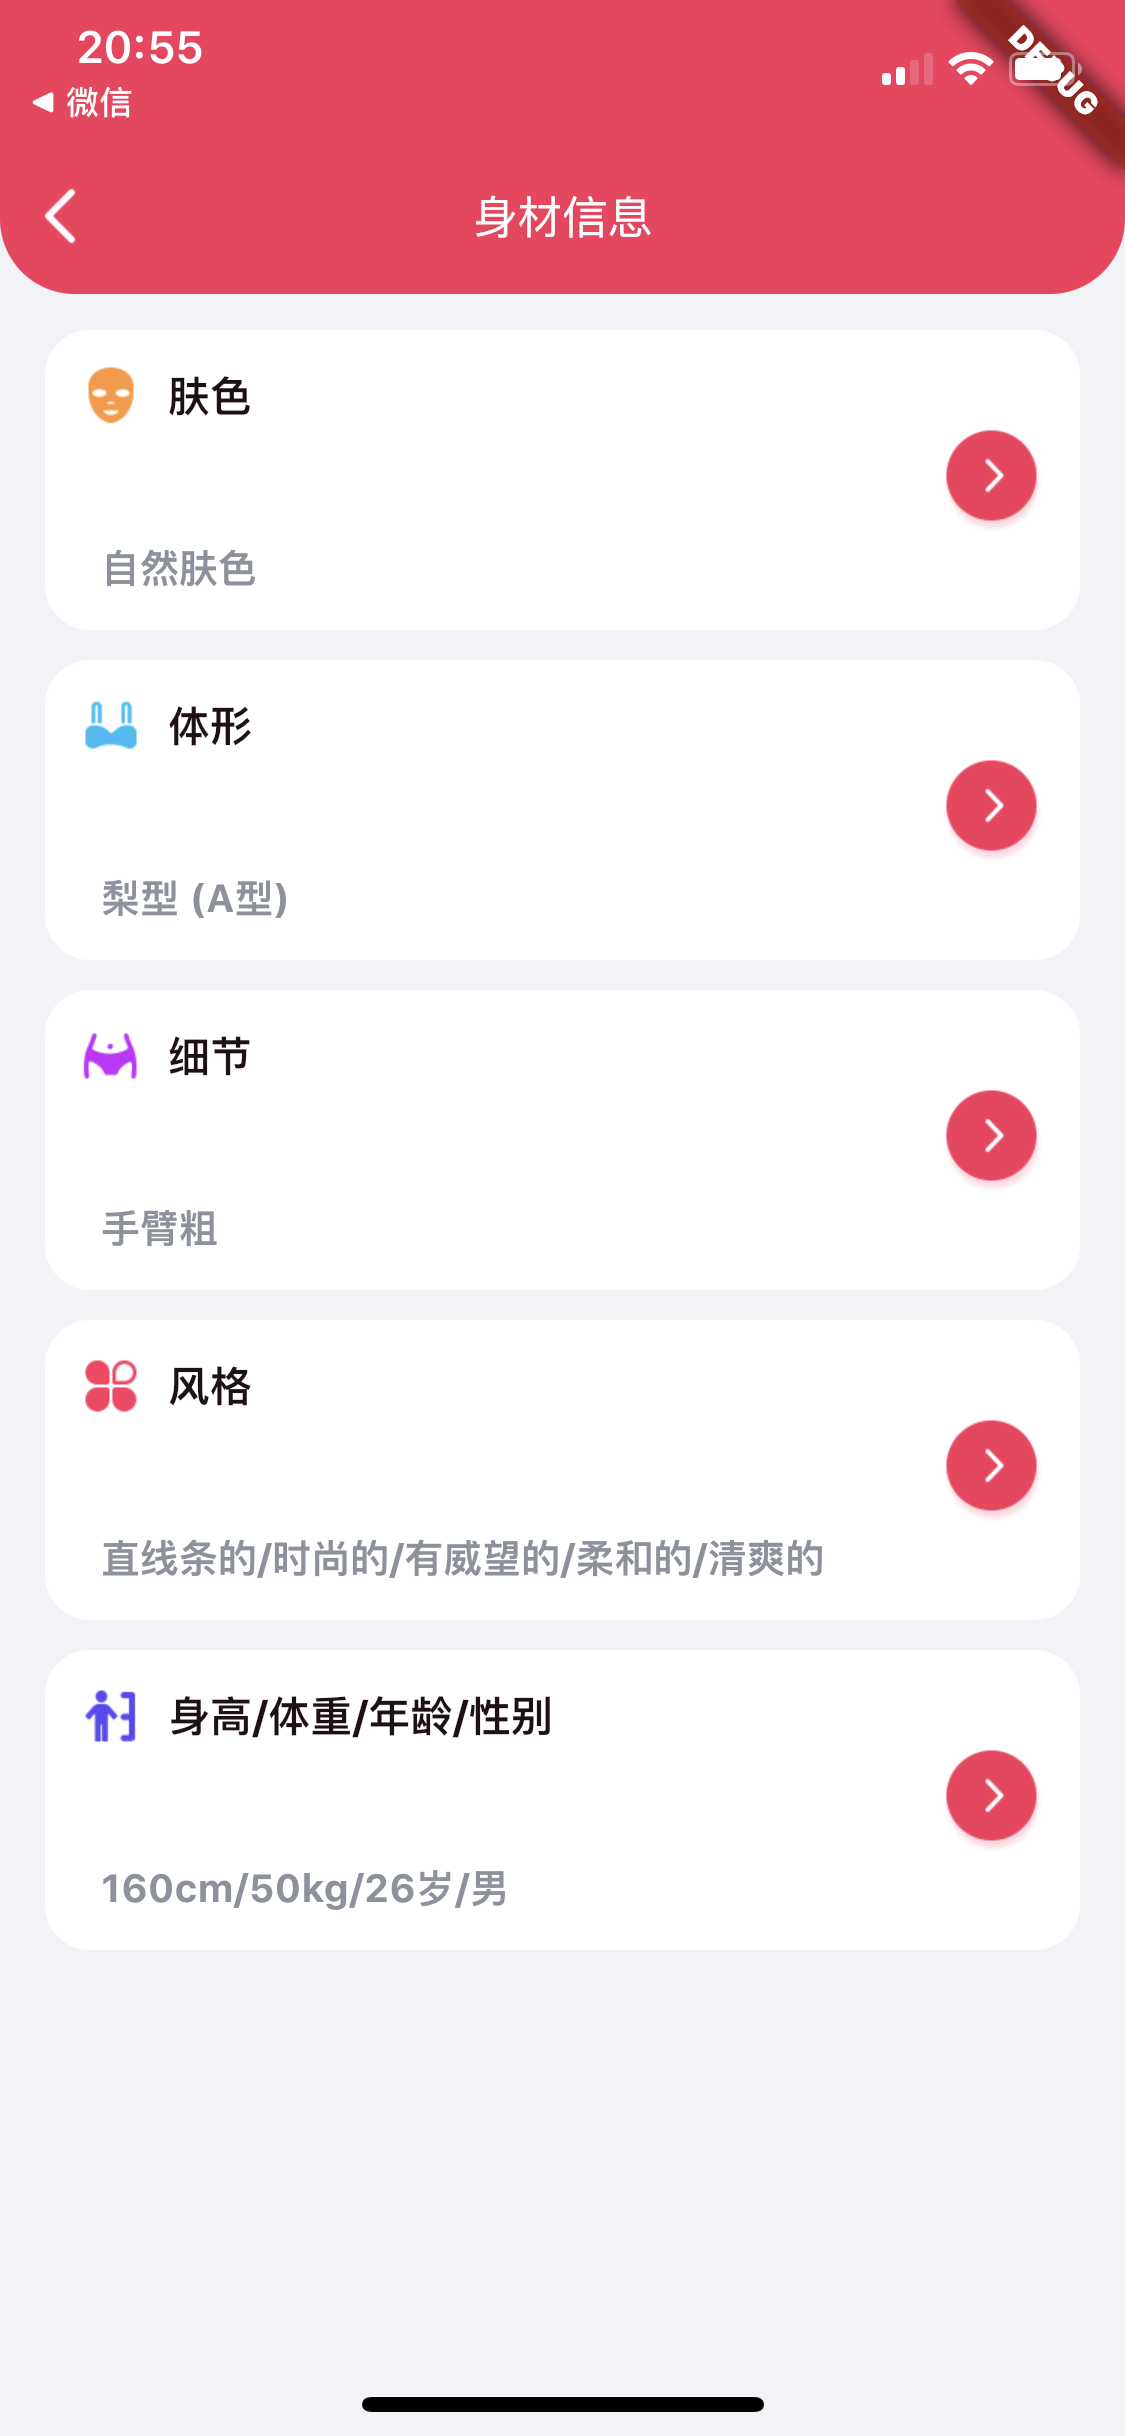 20:55
微信
DEBUG
身材信息
肤色
自然肤色
体形
梨型 (A型)
细节
手臂粗
风格
直线条的/时尚的/有威望的/柔和的/清爽的
身高/体重/年龄/性别
160cm/50kg/26岁/男